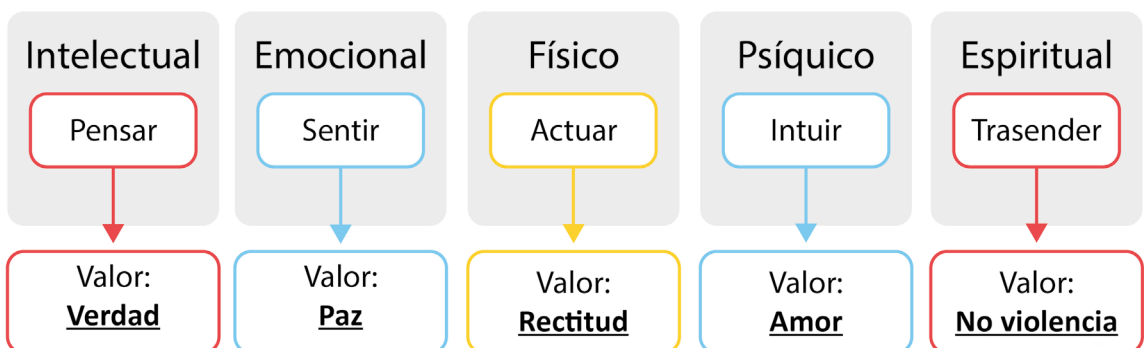 Intelectual
Pensar
Valor:
Verdad
Emocional
Sentir
Valor:
Paz
Físico
Actuar
Valor:
Rectitud
Psíquico
Intuir
Valor:
Amor
Espiritual
Trasender
Valor:
No violencia